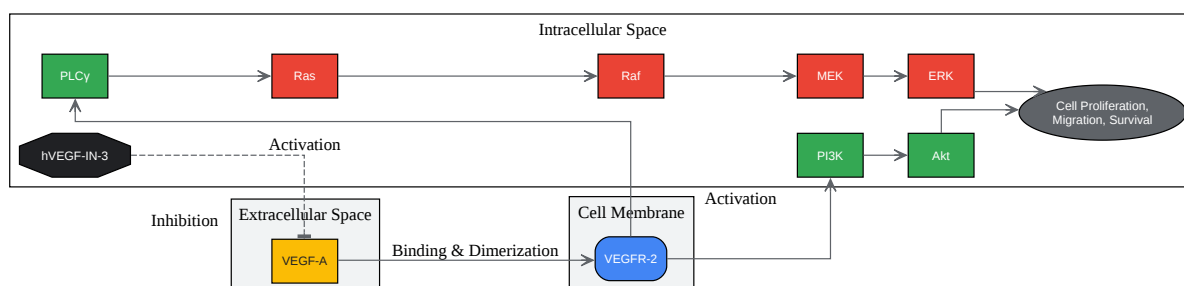 Intracellular Space
PLCγ
Ras
Raf
MEK
ERK
Cell Proliferation,
Migration, Survival
hVEGF-IN-3
Activation
PI3K
Akt
Inhibition
Extracellular Space
Cell Membrane
Activation
VEGF-A
Binding & Dimerization
VEGFR-2